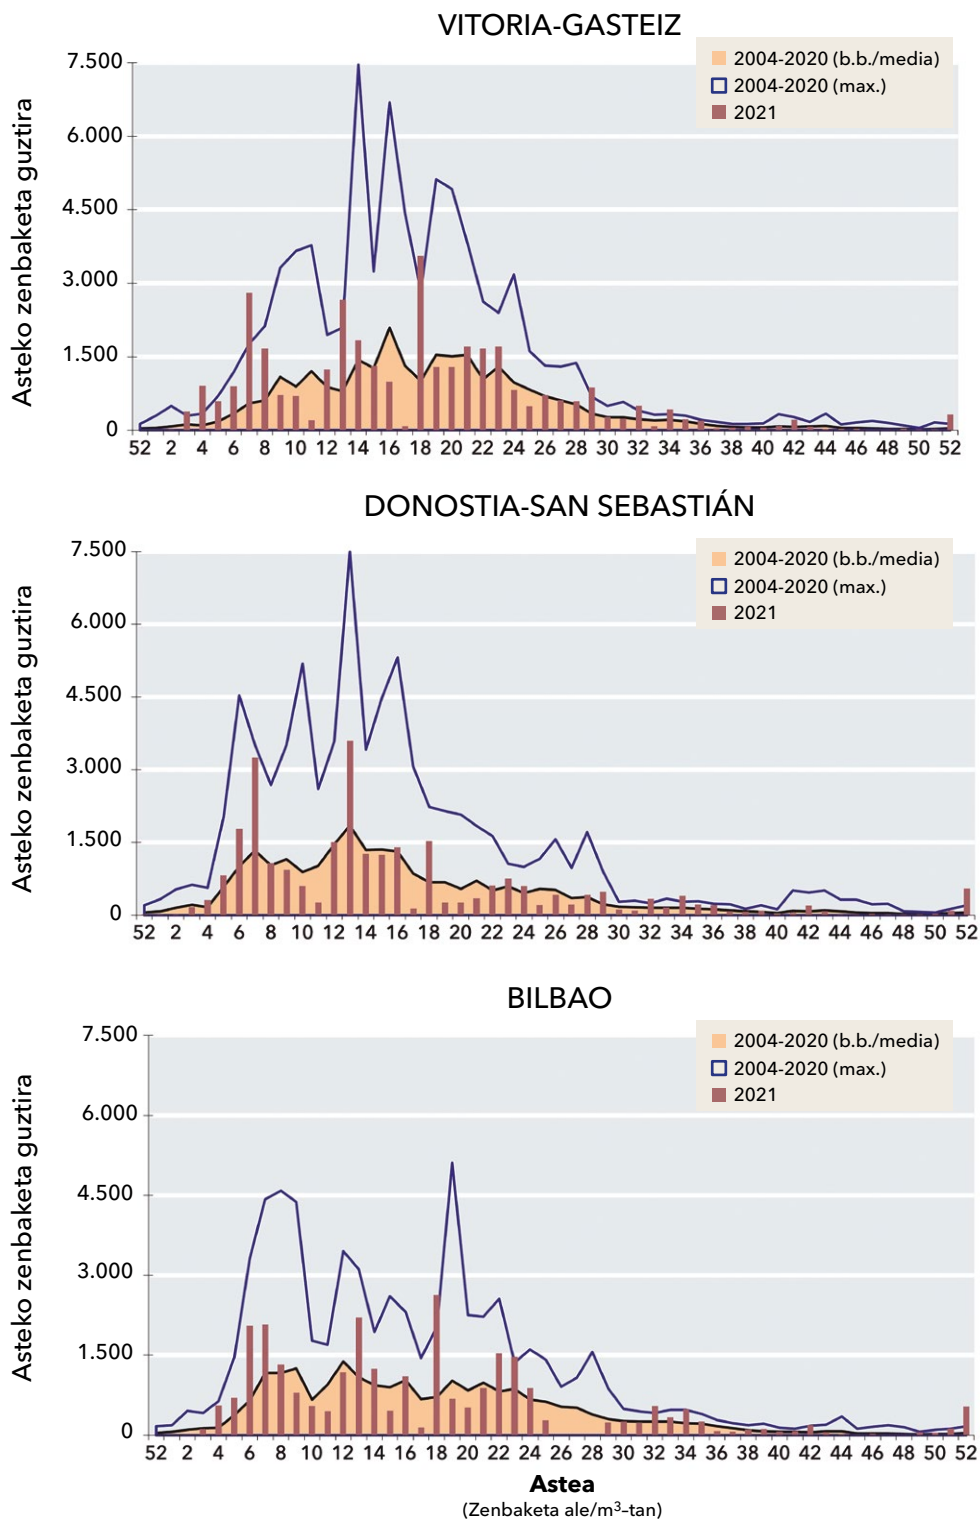 VITORIA-GASTEIZ
Asteko zenbaketa guztira
7.500
6.000
4.500
3.000
1.500
0
2004-2020 (b.b./media)
2004-2020 (max.)
2021
52 2 4 6 8 10 12 14 16 18 20 22 24 26 28 30 32 34 36 38 40 42 44 46 48 50 52
DONOSTIA-SAN SEBASTIÁN
Asteko zenbaketa guztira
7.500
6.000
4.500
3.000
1.500
0
2004-2020 (b.b./media)
2004-2020 (max.)
2021
52 2 4 6 8 10 12 14 16 18 20 22 24 26 28 30 32 34 36 38 40 42 44 46 48 50 52
BILBAO
Asteko zenbaketa guztira
7.500
6.000
4.500
3.000
1.500
0
2004-2020 (b.b./media)
2004-2020 (max.)
2021
52 2 4 6 8 10 12 14 16 18 20 22 24 26 28 30 32 34 36 38 40 42 44 46 48 50 52
Astea
(Zenbaketa ale/m³-tan)